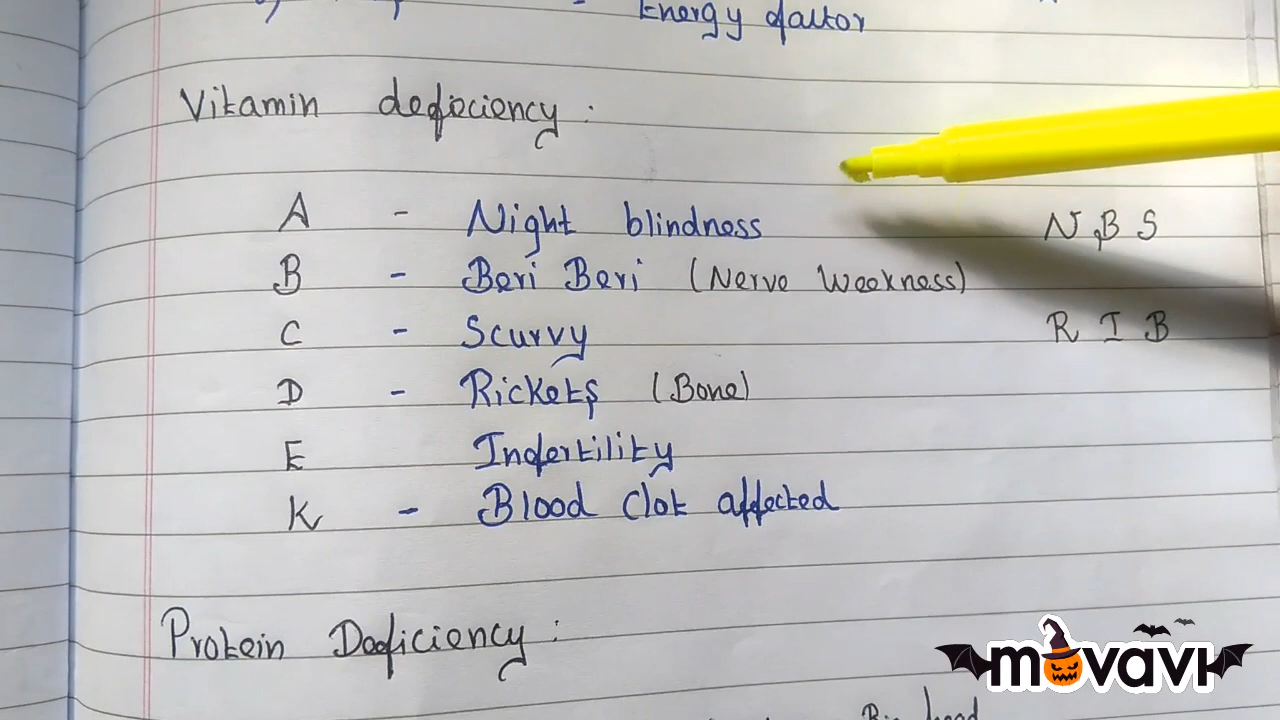 Energy factor
Vitamin deficiency :
A - Night blindness N, B S
B - Beri Beri (Nerve Weakness)
C - Scurvy R I B
D - Rickets (Bone)
E Infertility
K - Blood Clot affected
Protein Deficiency :
movavi